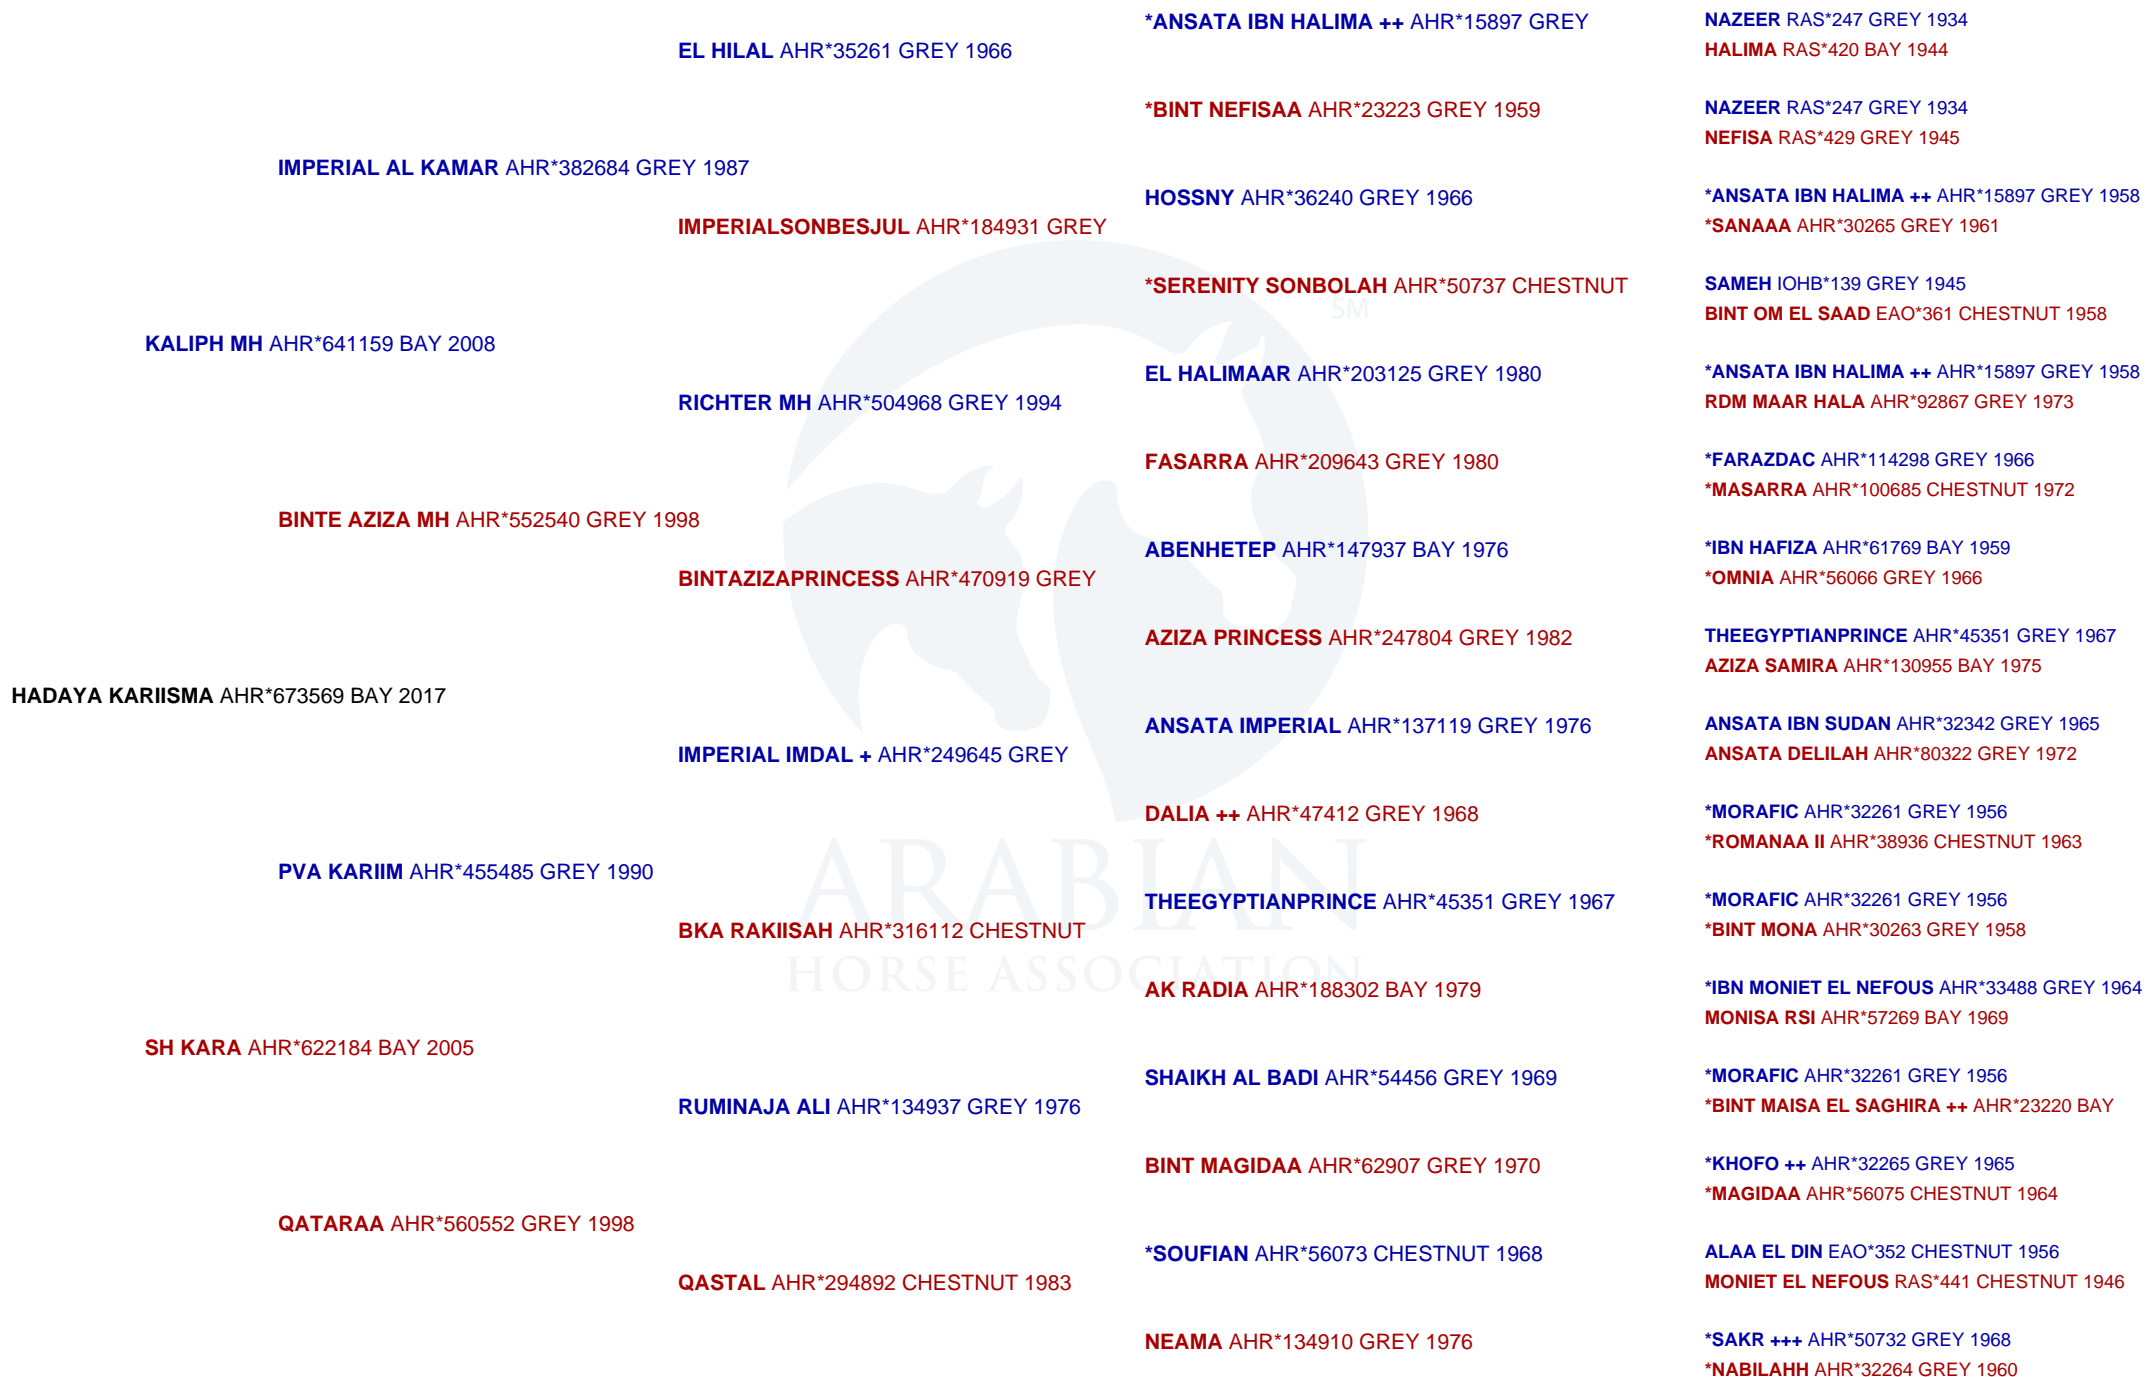 *ANSATA IBN HALIMA ++ AHR*15897 GREY
NAZEER RAS*247 GREY 1934
EL HILAL AHR*35261 GREY 1966
HALIMA RAS*420 BAY 1944
*BINT NEFISAA AHR*23223 GREY 1959
NAZEER RAS*247 GREY 1934
NEFISA RAS*429 GREY 1945
IMPERIAL AL KAMAR AHR*382684 GREY 1987
HOSSNY AHR*36240 GREY 1966
*ANSATA IBN HALIMA ++ AHR*15897 GREY 1958
IMPERIALSONBESJUL AHR*184931 GREY
*SANAAA AHR*30265 GREY 1961
*SERENITY SONBOLAH AHR*50737 CHESTNUT
SAMEH IOHB*139 GREY 1945
SM
BINT OM EL SAAD EAO*361 CHESTNUT 1958
KALIPH MH AHR*641159 BAY 2008
EL HALIMAAR AHR*203125 GREY 1980
*ANSATA IBN HALIMA ++ AHR*15897 GREY 1958
RICHTER MH AHR*504968 GREY 1994
RDM MAAR HALA AHR*92867 GREY 1973
FASARRA AHR*209643 GREY 1980
*FARAZDAC AHR*114298 GREY 1966
*MASARRA AHR*100685 CHESTNUT 1972
BINTE AZIZA MH AHR*552540 GREY 1998
ABENHETEP AHR*147937 BAY 1976
*IBN HAFIZA AHR*61769 BAY 1959
BINTAZIZAPRINCESS AHR*470919 GREY
*OMNIA AHR*56066 GREY 1966
AZIZA PRINCESS AHR*247804 GREY 1982
THEEGYPTIANPRINCE AHR*45351 GREY 1967
AZIZA SAMIRA AHR*130955 BAY 1975
HADAYA KARIISMA AHR*673569 BAY 2017
ANSATA IMPERIAL AHR*137119 GREY 1976
ANSATA IBN SUDAN AHR*32342 GREY 1965
IMPERIAL IMDAL + AHR*249645 GREY
ANSATA DELILAH AHR*80322 GREY 1972
DALIA ++ AHR*47412 GREY 1968
*MORAFIC AHR*32261 GREY 1956
*ROMANAA II AHR*38936 CHESTNUT 1963
PVA KARIIM AHR*455485 GREY 1990
ARABIAN
THEEGYPTIANPRINCE AHR*45351 GREY 1967
*MORAFIC AHR*32261 GREY 1956
BKA RAKIISAH AHR*316112 CHESTNUT
*BINT MONA AHR*30263 GREY 1958
HORSE ASSOCIATION
AK RADIA AHR*188302 BAY 1979
*IBN MONIET EL NEFOUS AHR*33488 GREY 1964
MONISA RSI AHR*57269 BAY 1969
SH KARA AHR*622184 BAY 2005
SHAIKH AL BADI AHR*54456 GREY 1969
*MORAFIC AHR*32261 GREY 1956
RUMINAJA ALI AHR*134937 GREY 1976
*BINT MAISA EL SAGHIRA ++ AHR*23220 BAY
BINT MAGIDAA AHR*62907 GREY 1970
*KHOFO ++ AHR*32265 GREY 1965
*MAGIDAA AHR*56075 CHESTNUT 1964
QATARAA AHR*560552 GREY 1998
*SOUFIAN AHR*56073 CHESTNUT 1968
ALAA EL DIN EAO*352 CHESTNUT 1956
QASTAL AHR*294892 CHESTNUT 1983
MONIET EL NEFOUS RAS*441 CHESTNUT 1946
NEAMA AHR*134910 GREY 1976
*SAKR +++ AHR*50732 GREY 1968
*NABILAHH AHR*32264 GREY 1960